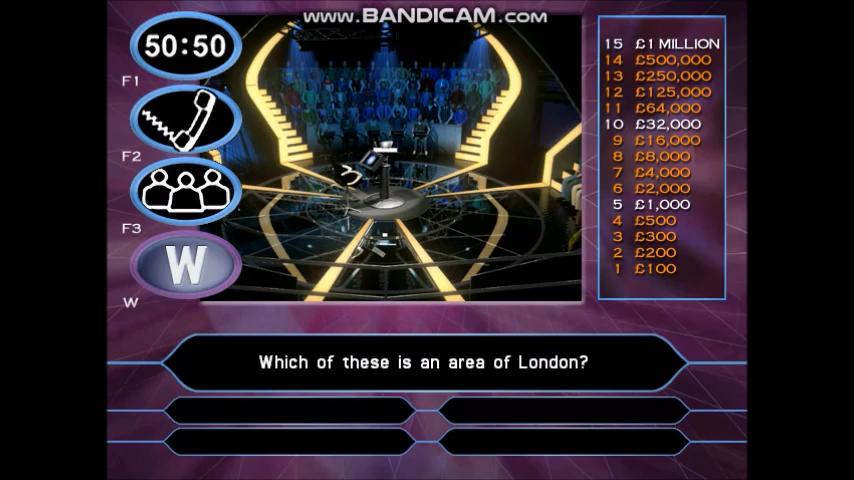 www.BANDICAM.com
50:50
F1
F2
F3
W
W
15 £1 MILLION
14 £500,000
13 £250,000
12 £125,000
11 £64,000
10 £32,000
9 £16,000
8 £8,000
7 £4,000
6 £2,000
5 £1,000
4 £500
3 £300
2 £200
1 £100
Which of these is an area of London?